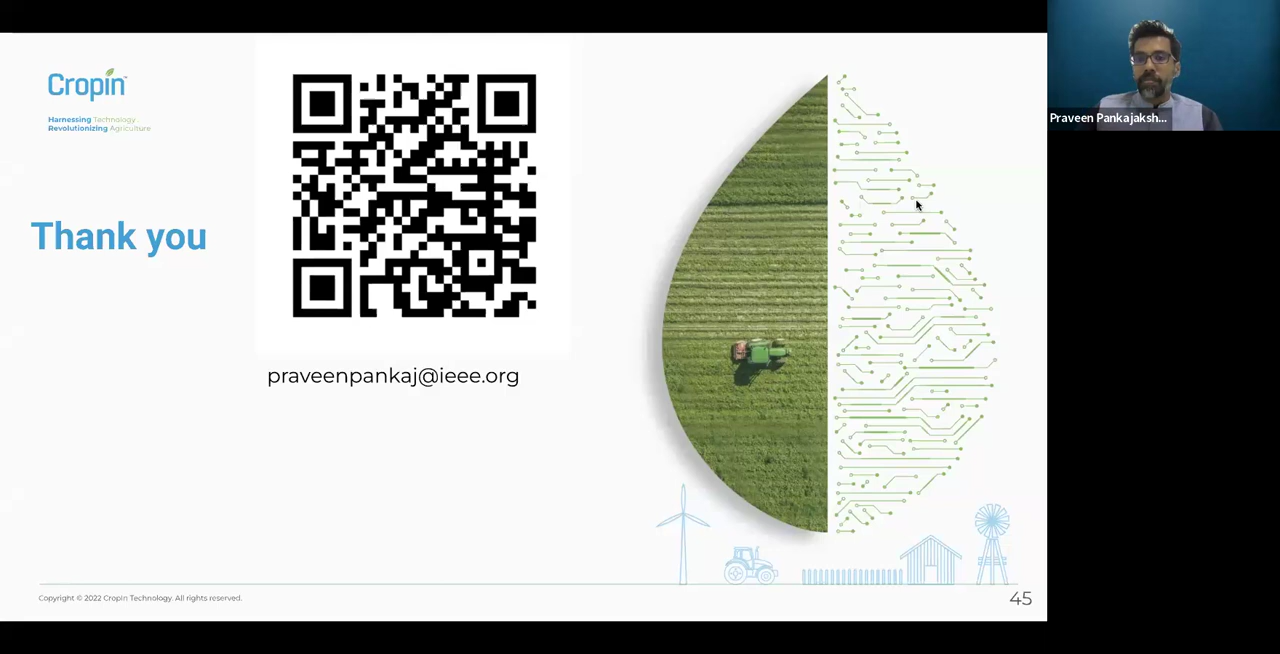 Cropin
Harnessing Technology
Revolutionizing Agriculture
Thank you
praveenpankaj@ieee.org
Copyright © 2022 Cropin Technology. All rights reserved.
45
Praveen Pankajaksh...